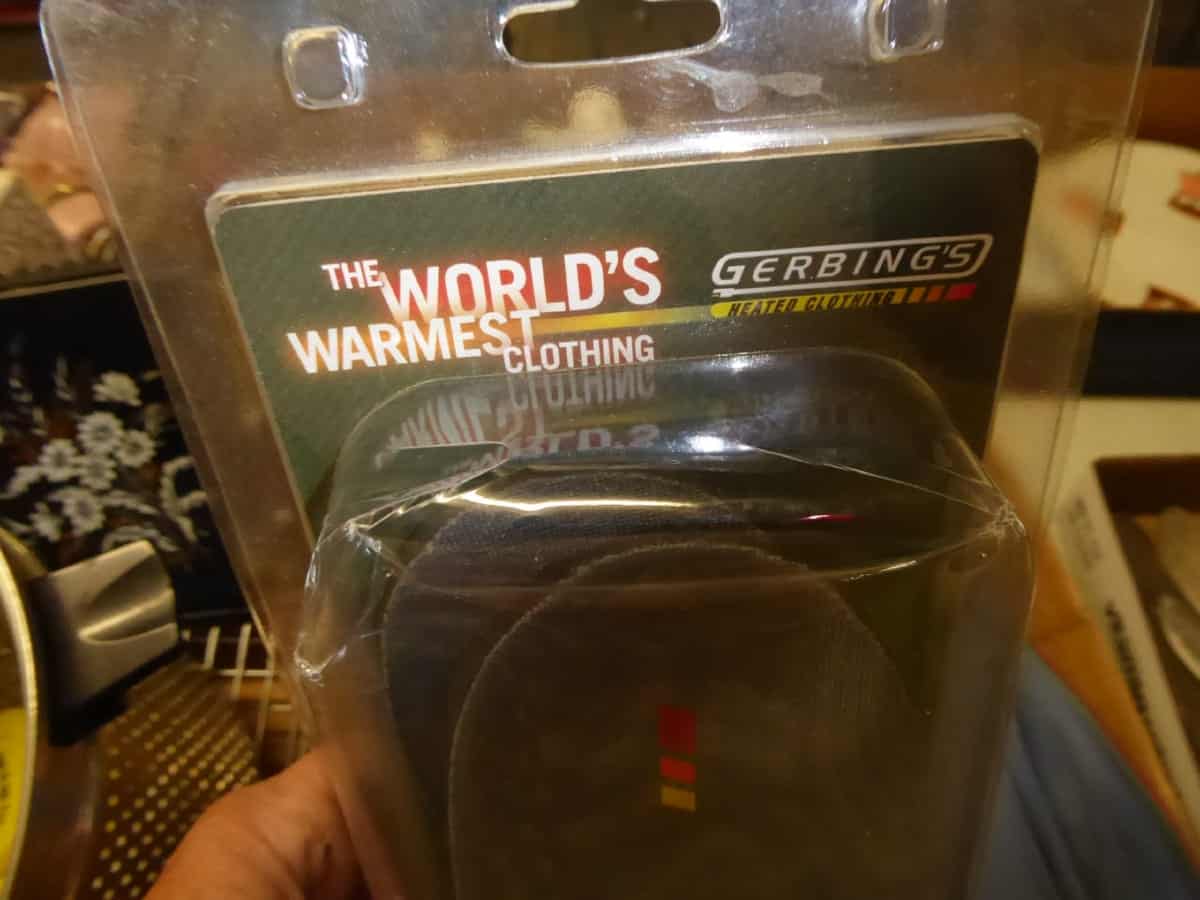 THE WORLD'S
WARMEST
CLOTHING
GERBING'S
HEATED CLOTHING